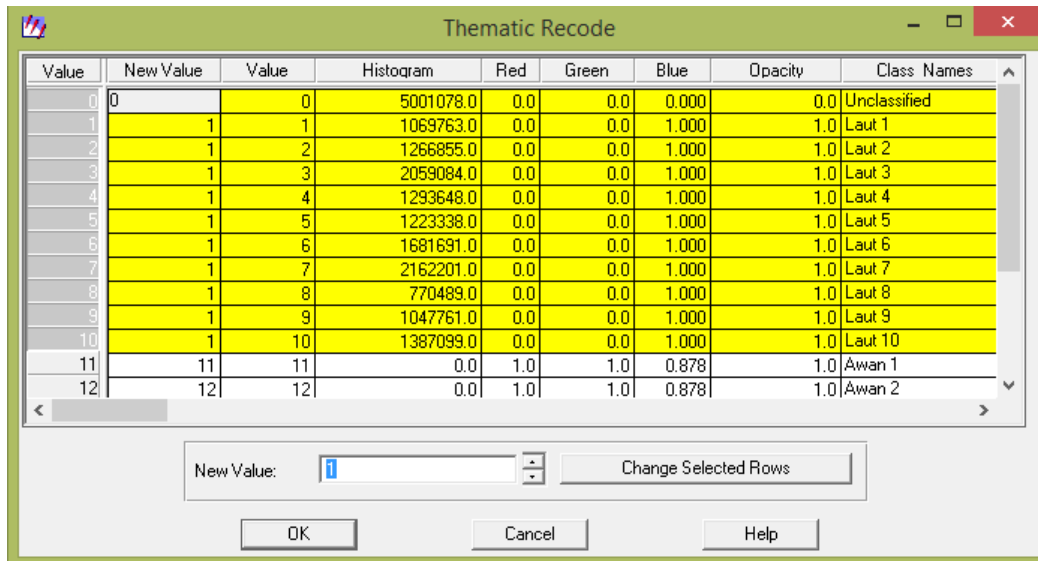 Thematic Recode
Value New Value Value Histogram Red Green Blue Opacity Class Names
0 0 0 5001078.0 0.0 0.0 0.000 0.0 Unclassified
1 1 1 1069763.0 0.0 0.0 1.000 1.0 Laut 1
2 1 2 1266855.0 0.0 0.0 1.000 1.0 Laut 2
3 1 3 2059084.0 0.0 0.0 1.000 1.0 Laut 3
4 1 4 1293648.0 0.0 0.0 1.000 1.0 Laut 4
5 1 5 1223338.0 0.0 0.0 1.000 1.0 Laut 5
6 1 6 1681691.0 0.0 0.0 1.000 1.0 Laut 6
7 1 7 2162201.0 0.0 0.0 1.000 1.0 Laut 7
8 1 8 770489.0 0.0 0.0 1.000 1.0 Laut 8
9 1 9 1047761.0 0.0 0.0 1.000 1.0 Laut 9
10 1 10 1387099.0 0.0 0.0 1.000 1.0 Laut 10
11 11 11 0.0 1.0 1.0 0.878 1.0 Awan 1
12 12 12 0.0 1.0 1.0 0.878 1.0 Awan 2
New Value: 1 Change Selected Rows
OK Cancel Help